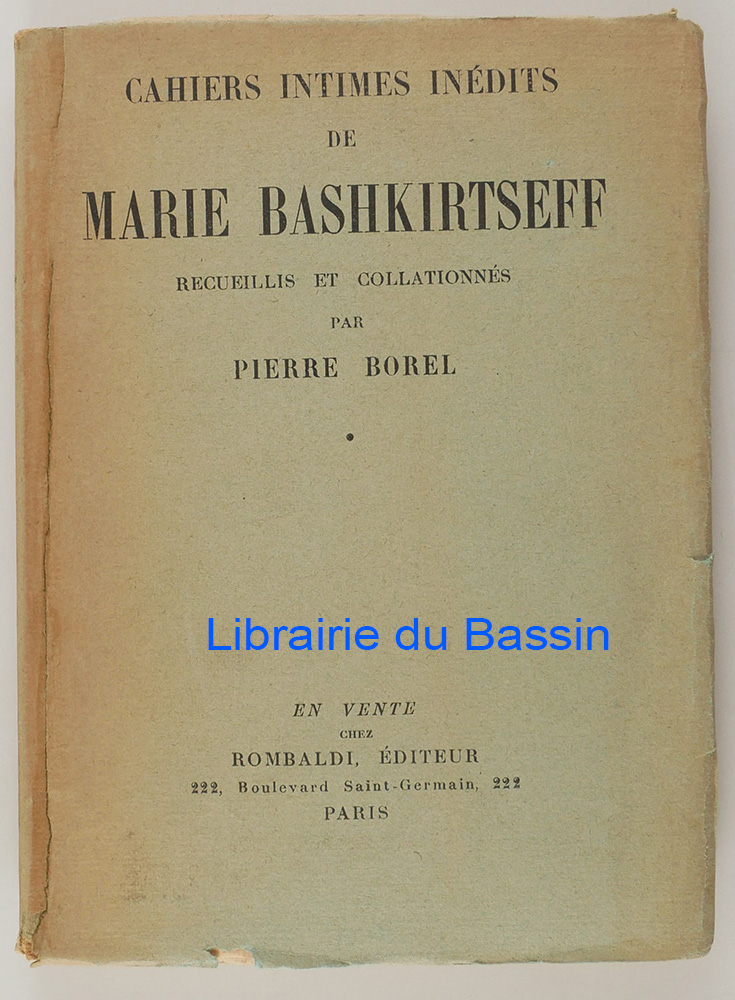 CAHIERS INTIMES INÉDITS
DE
MARIE BASHKIRTSEFF
RECUEILLIS ET COLLATIONNÉS
PAR
PIERRE BOREL
Librairie du Bassin
EN VENTE
CHEZ
ROMBALDI, ÉDITEUR
222, Boulevard Saint-Germain, 222
PARIS